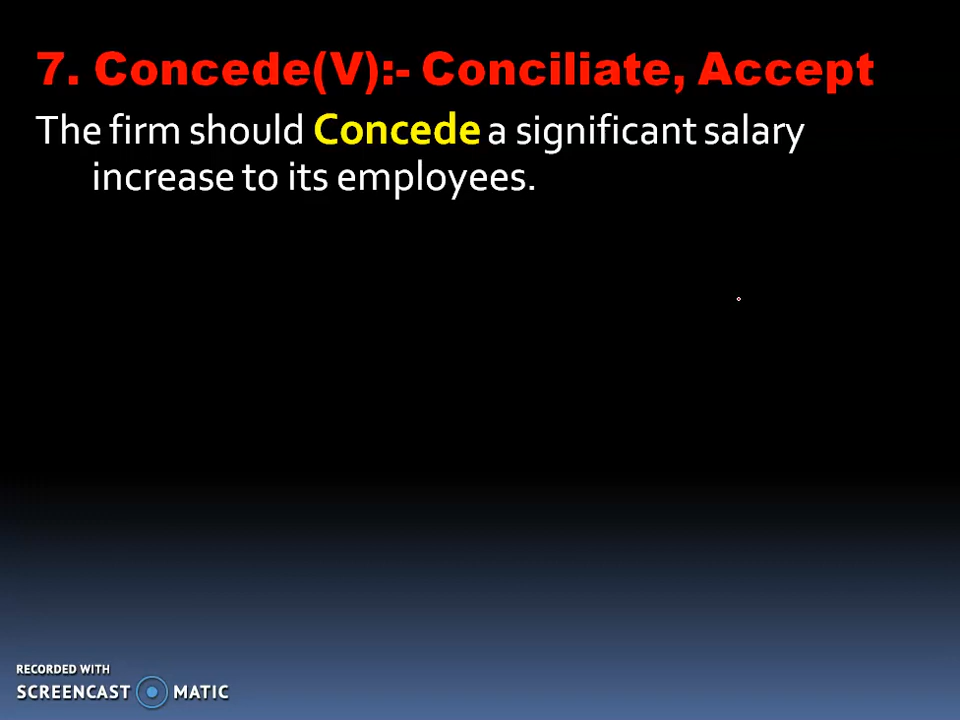 7. Concede(V):- Conciliate, Accept
The firm should Concede a significant salary
increase to its employees.
RECORDED WITH
SCREENCAST MATIC